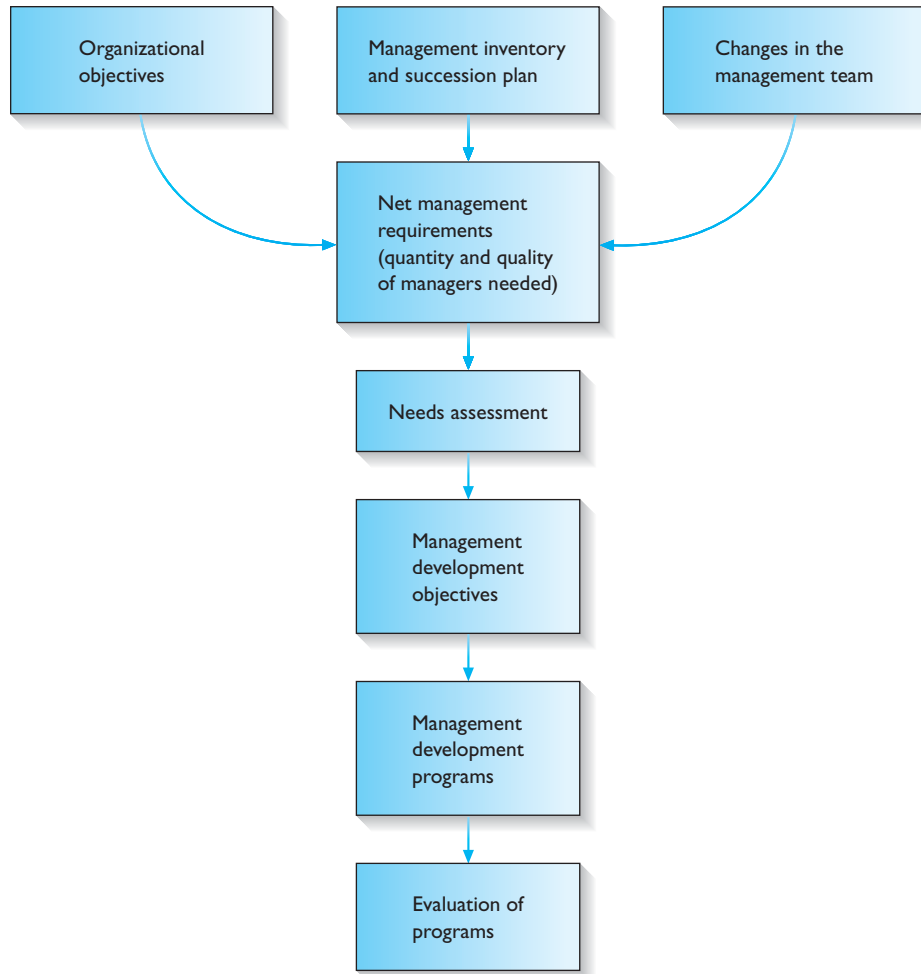 Organizational
objectives
Management inventory
and succession plan
Changes in the
management team
Net management
requirements
(quantity and quality
of managers needed)
Needs assessment
Management
development
objectives
Management
development
programs
Evaluation of
programs